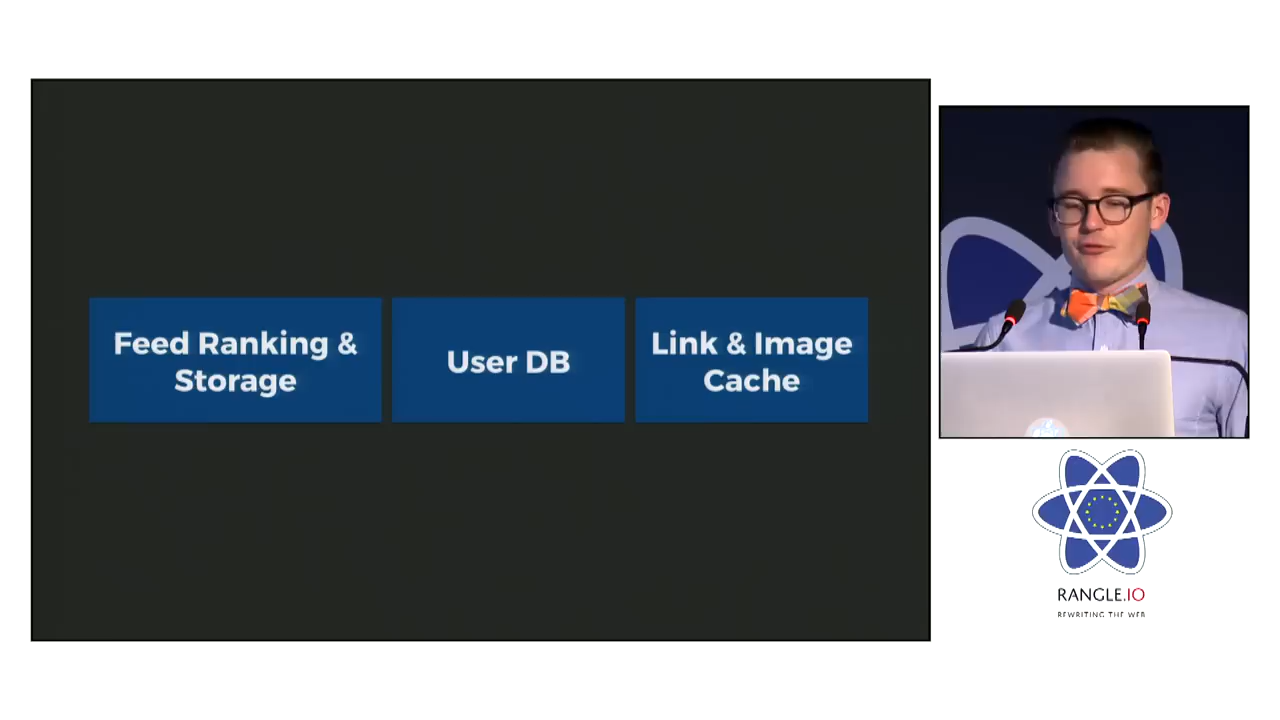 Feed Ranking &
Storage
User DB
Link & Image
Cache
RANGLE.IO
REWRITING THE WEB